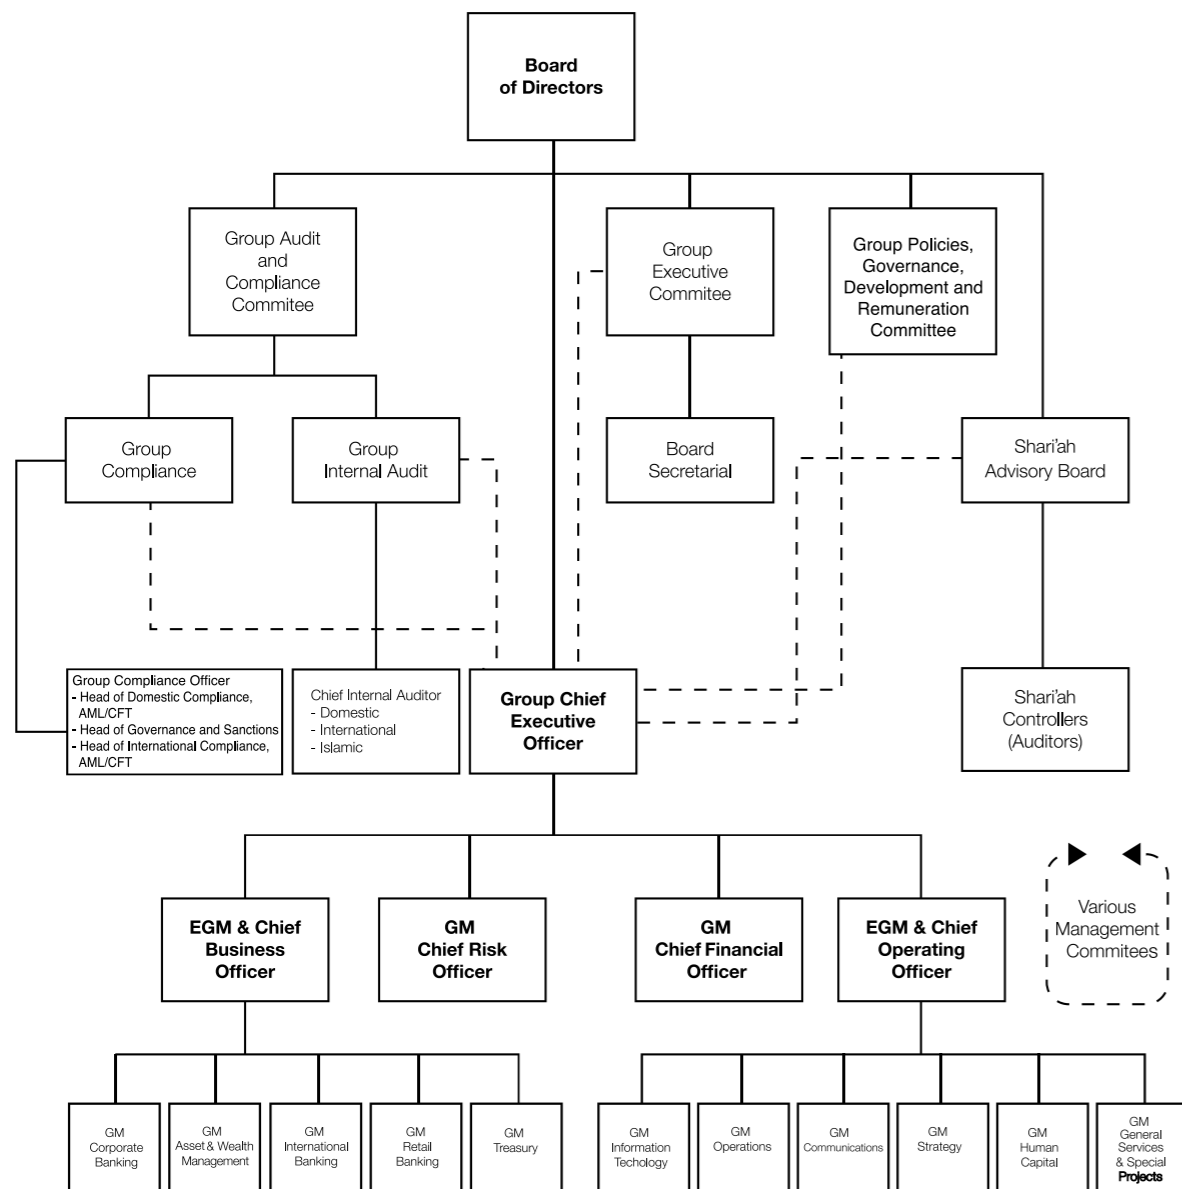 Board
of Directors
Group Audit
and
Compliance
Commitee
Group
Executive
Commitee
Group Policies,
Governance,
Development and
Remuneration
Committee
Group
Compliance
Group
Internal Audit
Board
Secretarial
Shari'ah
Advisory Board
Group Compliance Officer
- Head of Domestic Compliance,
AML/CFT
- Head of Governance and Sanctions
- Head of International Compliance,
AML/CFT
Chief Internal Auditor
- Domestic
- International
- Islamic
Group Chief
Executive
Officer
Shari'ah
Controllers
(Auditors)
EGM & Chief
Business
Officer
GM
Chief Risk
Officer
GM
Chief Financial
Officer
EGM & Chief
Operating
Officer
Various
Management
Commitees
GM
Corporate
Banking
GM
Asset & Wealth
Management
GM
International
Banking
GM
Retail
Banking
GM
Treasury
GM
Information
Techology
GM
Operations
GM
Communications
GM
Strategy
GM
Human
Capital
GM
General
Services
& Special
Projects